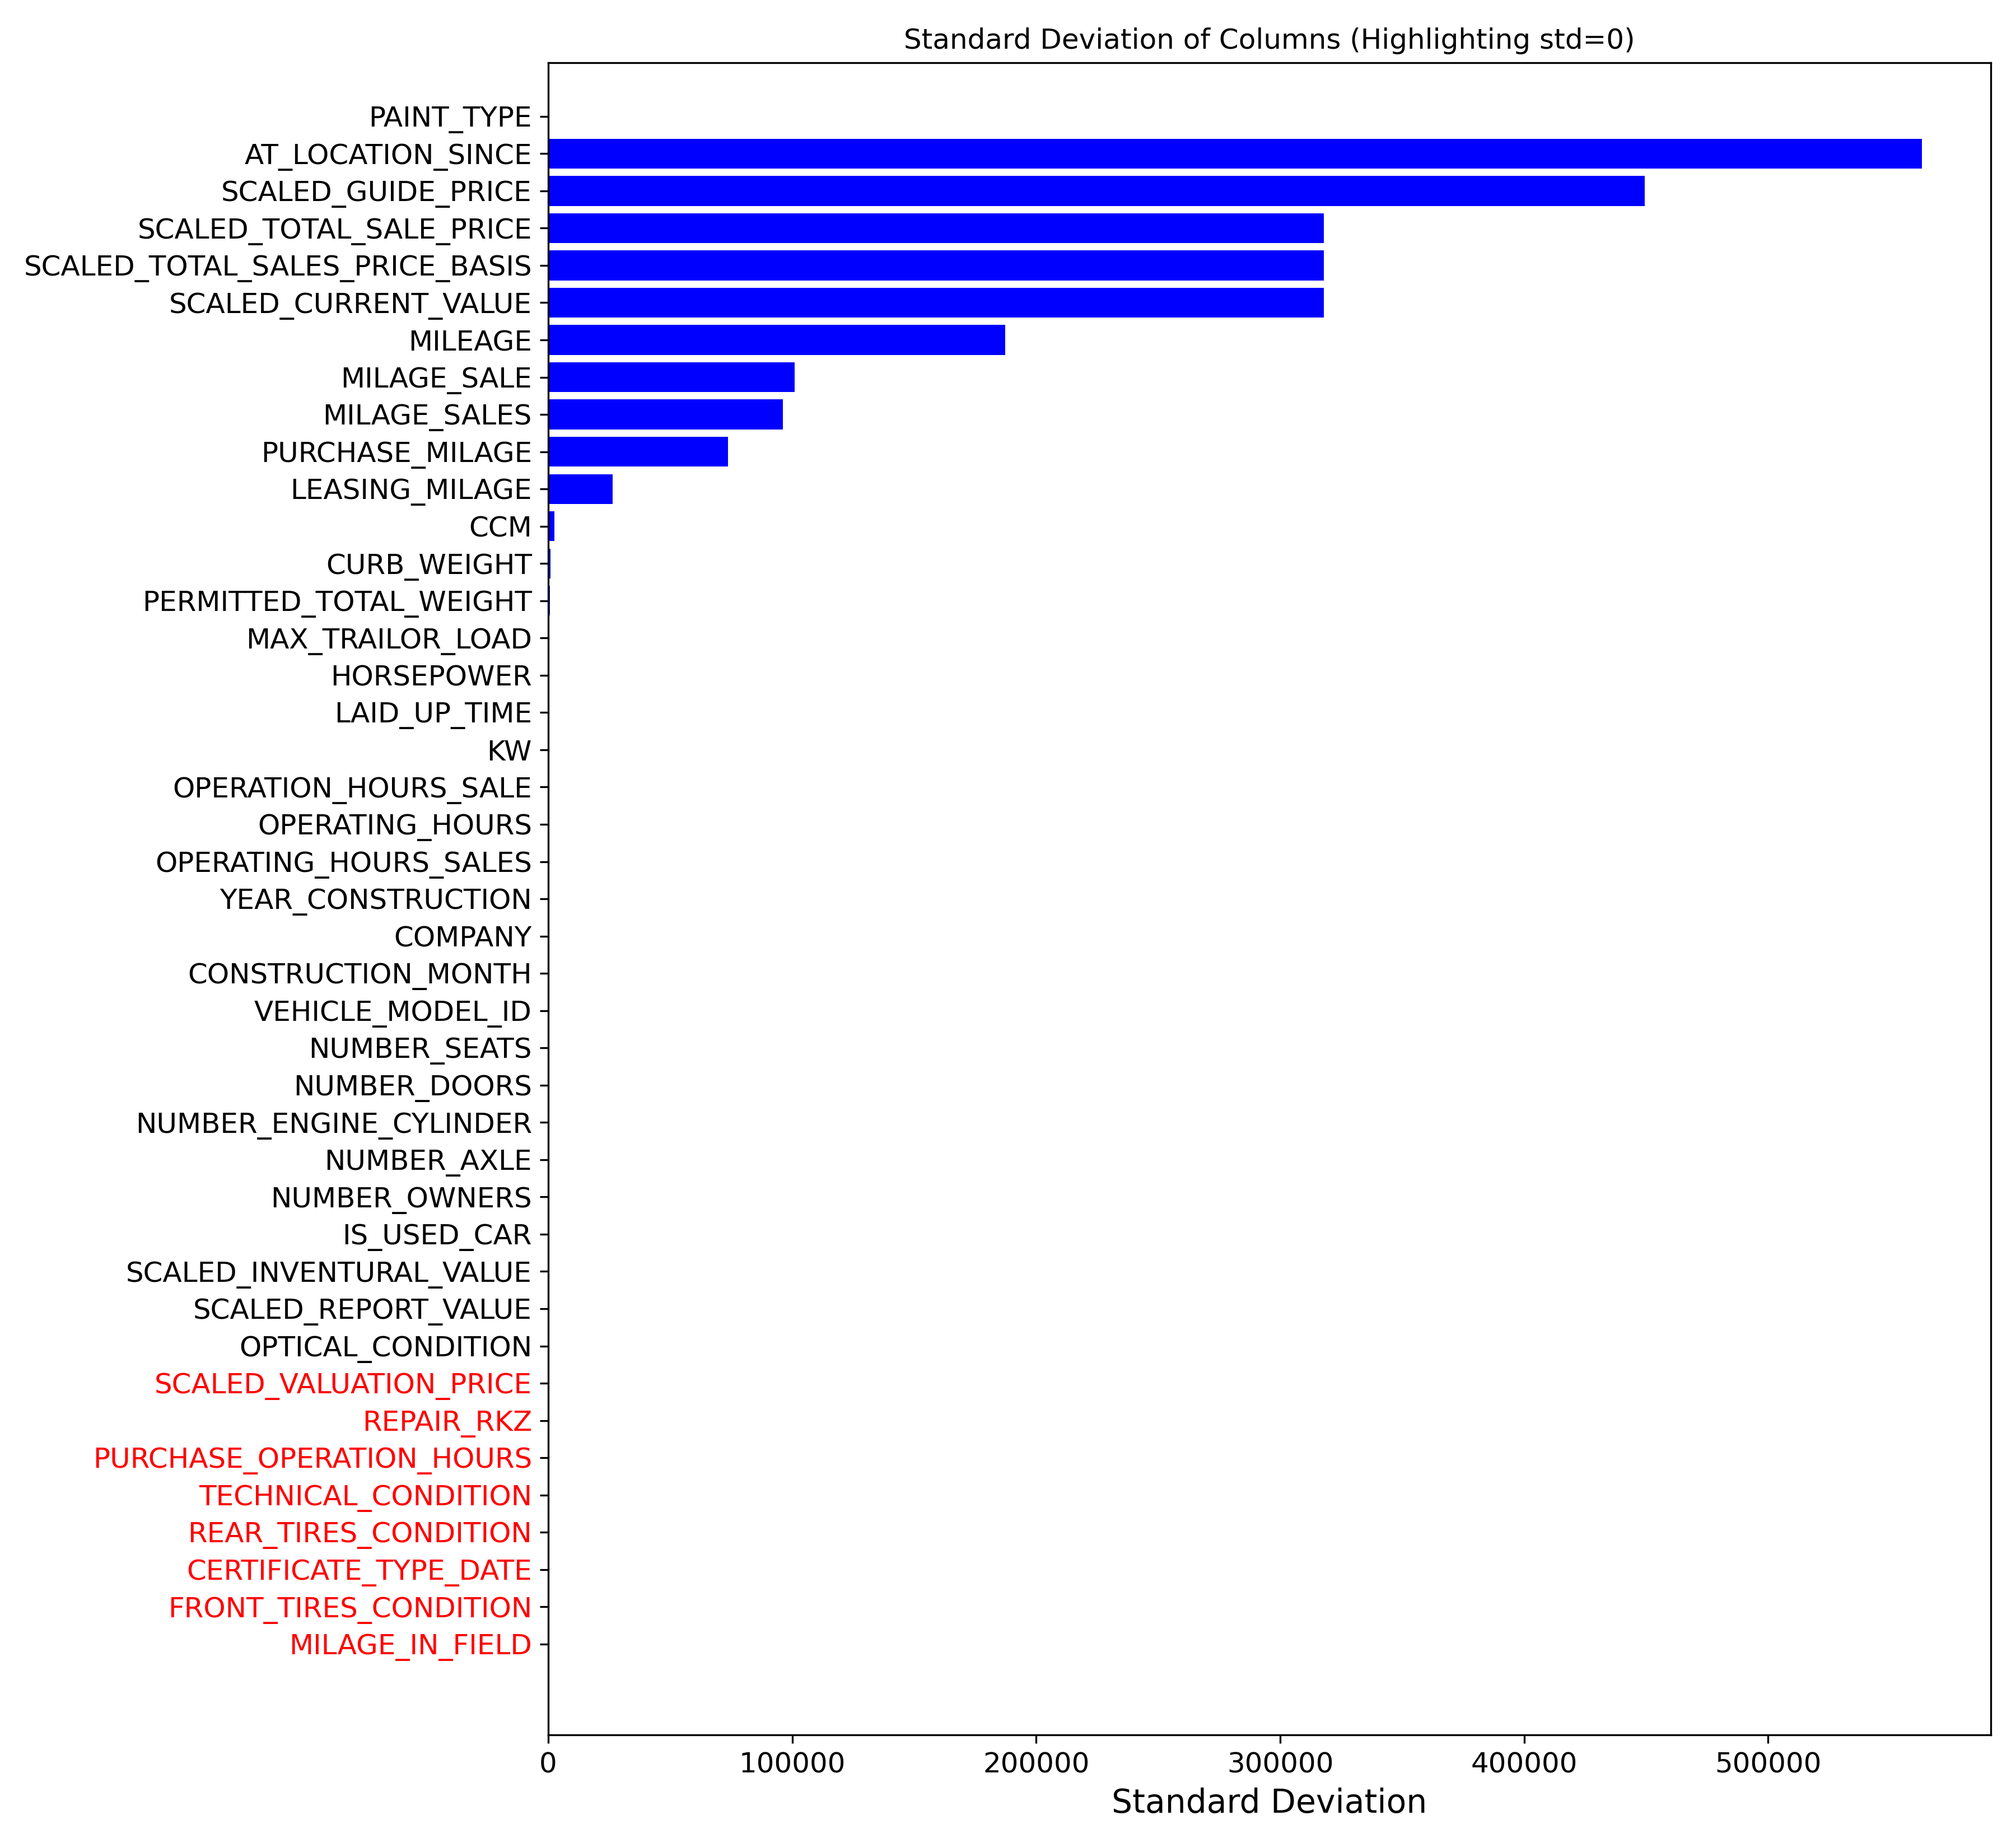 Standard Deviation of Columns (Highlighting std=0)
PAINT_TYPE
AT_LOCATION_SINCE
SCALED_GUIDE_PRICE
SCALED_TOTAL_SALE_PRICE
SCALED_TOTAL_SALES_PRICE_BASIS
SCALED_CURRENT_VALUE
MILEAGE
MILAGE_SALE
MILAGE_SALES
PURCHASE_MILAGE
LEASING_MILAGE
CCM
CURB_WEIGHT
PERMITTED_TOTAL_WEIGHT
MAX_TRAILOR_LOAD
HORSEPOWER
LAID_UP_TIME
KW
OPERATION_HOURS_SALE
OPERATING_HOURS
OPERATING_HOURS_SALES
YEAR_CONSTRUCTION
COMPANY
CONSTRUCTION_MONTH
VEHICLE_MODEL_ID
NUMBER_SEATS
NUMBER_DOORS
NUMBER_ENGINE_CYLINDER
NUMBER_AXLE
NUMBER_OWNERS
IS_USED_CAR
SCALED_INVENTURAL_VALUE
SCALED_REPORT_VALUE
OPTICAL_CONDITION
SCALED_VALUATION_PRICE
REPAIR_RKZ
PURCHASE_OPERATION_HOURS
TECHNICAL_CONDITION
REAR_TIRES_CONDITION
CERTIFICATE_TYPE_DATE
FRONT_TIRES_CONDITION
MILAGE_IN_FIELD
0 100000 200000 300000 400000 500000
Standard Deviation